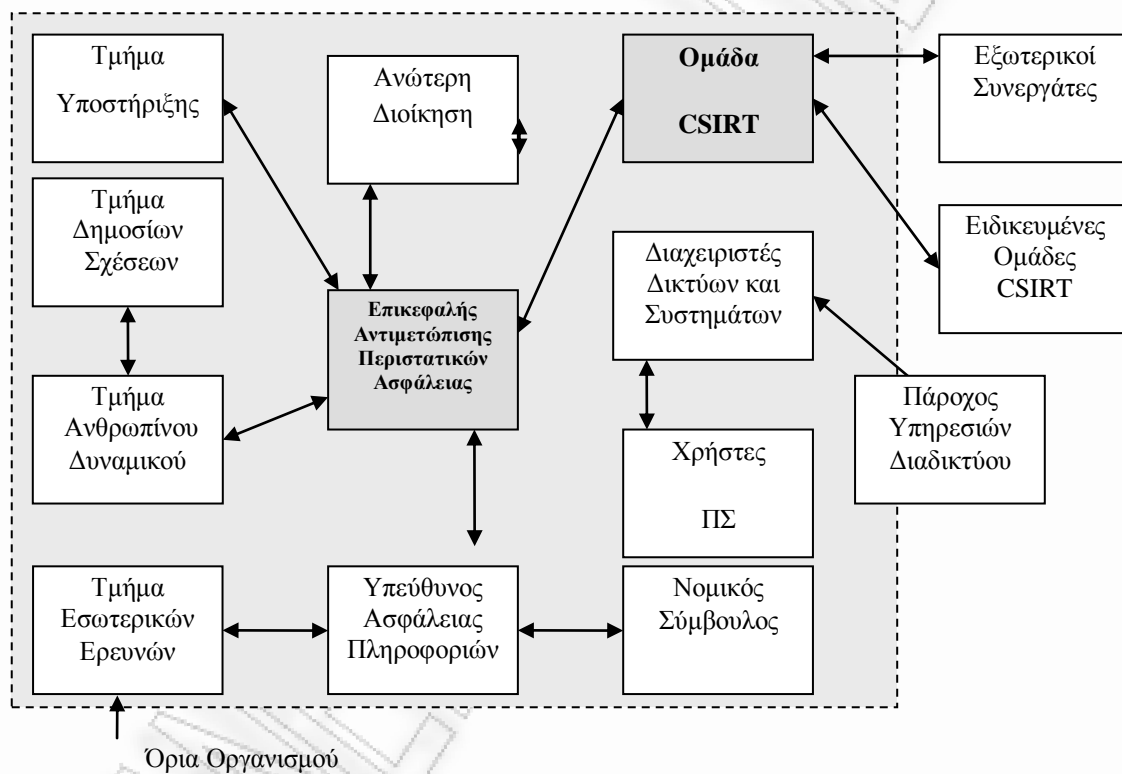 Τμήμα
Υποστήριξης
Ανώτερη
Διοίκηση
Ομάδα
CSIRT
Εξωτερικοί
Συνεργάτες
Τμήμα
Δημοσίων
Σχέσεων
Ειδικευμένες
Ομάδες
CSIRT
Διαχειριστές
Δικτύων και
Συστημάτων
Επικεφαλής
Αντιμετώπισης
Περιστατικών
Ασφάλειας
Τμήμα
Ανθρωπίνου
Δυναμικού
Πάροχος
Υπηρεσιών
Διαδικτύου
Χρήστες
ΠΣ
Τμήμα
Εσωτερικών
Ερευνών
Υπεύθυνος
Ασφάλειας
Πληροφοριών
Νομικός
Σύμβουλος
Όρια Οργανισμού